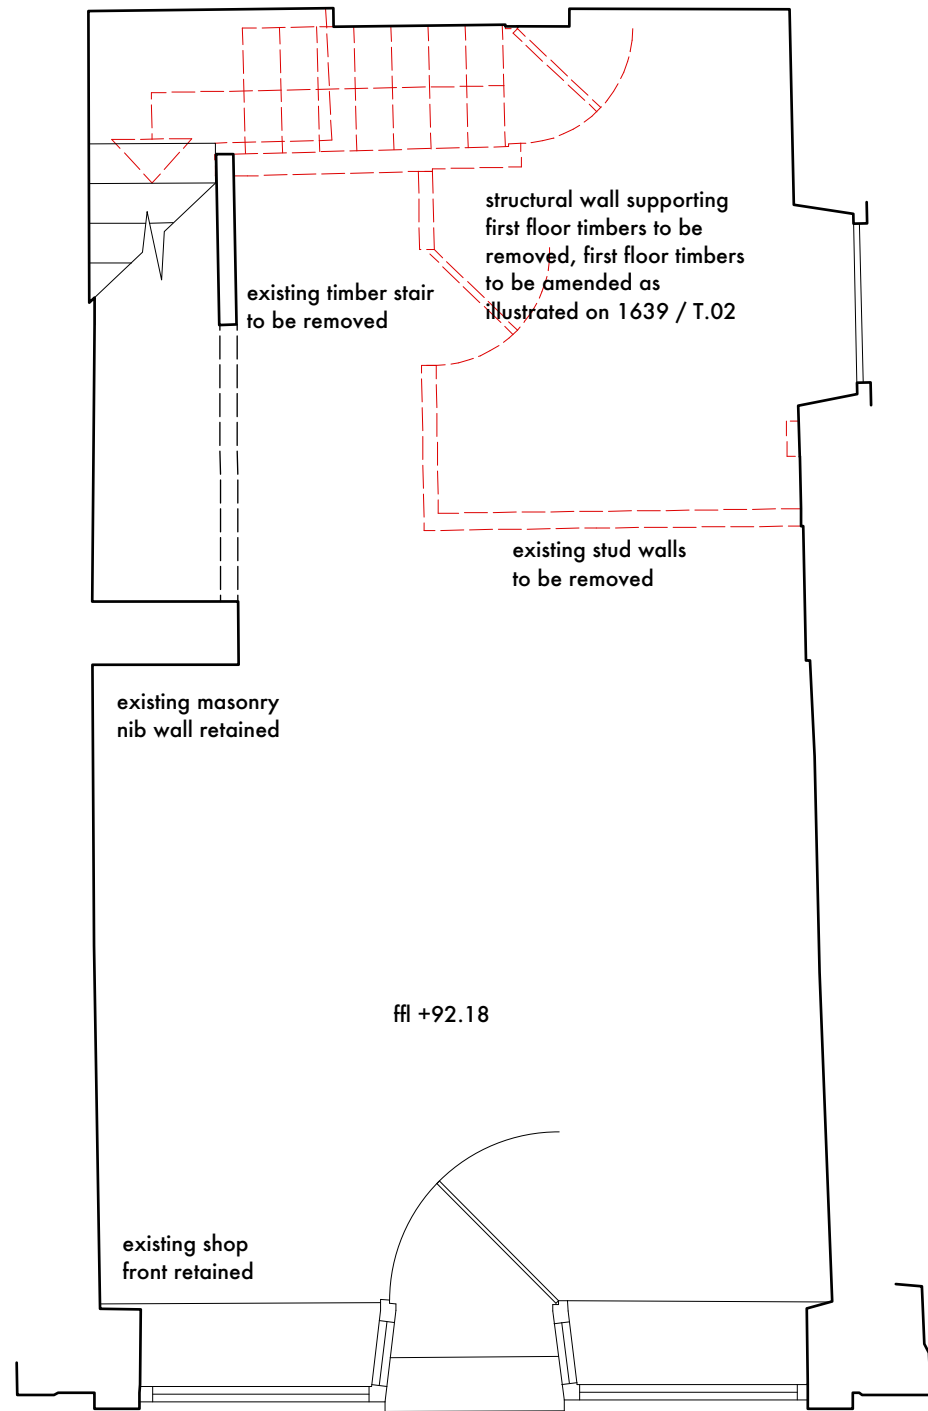 structural wall supporting
first floor timbers to be
removed, first floor timbers
to be amended as
illustrated on 1639 / T.02
existing timber stair
to be removed
existing stud walls
to be removed
existing masonry
nib wall retained
ffl +92.18
existing shop
front retained